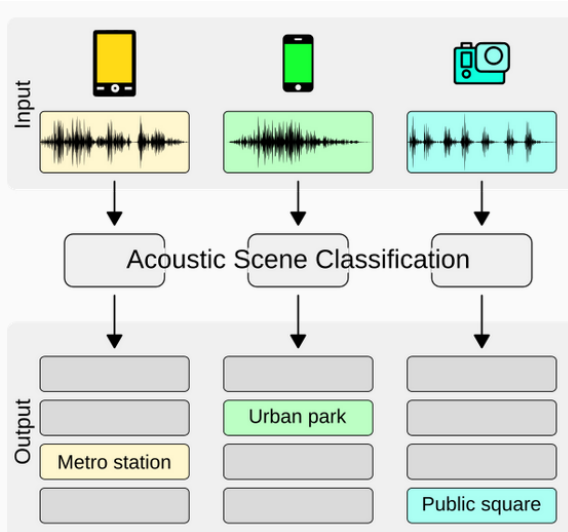 Input
Acoustic Scene Classification
Output
Urban park
Metro station
Public square